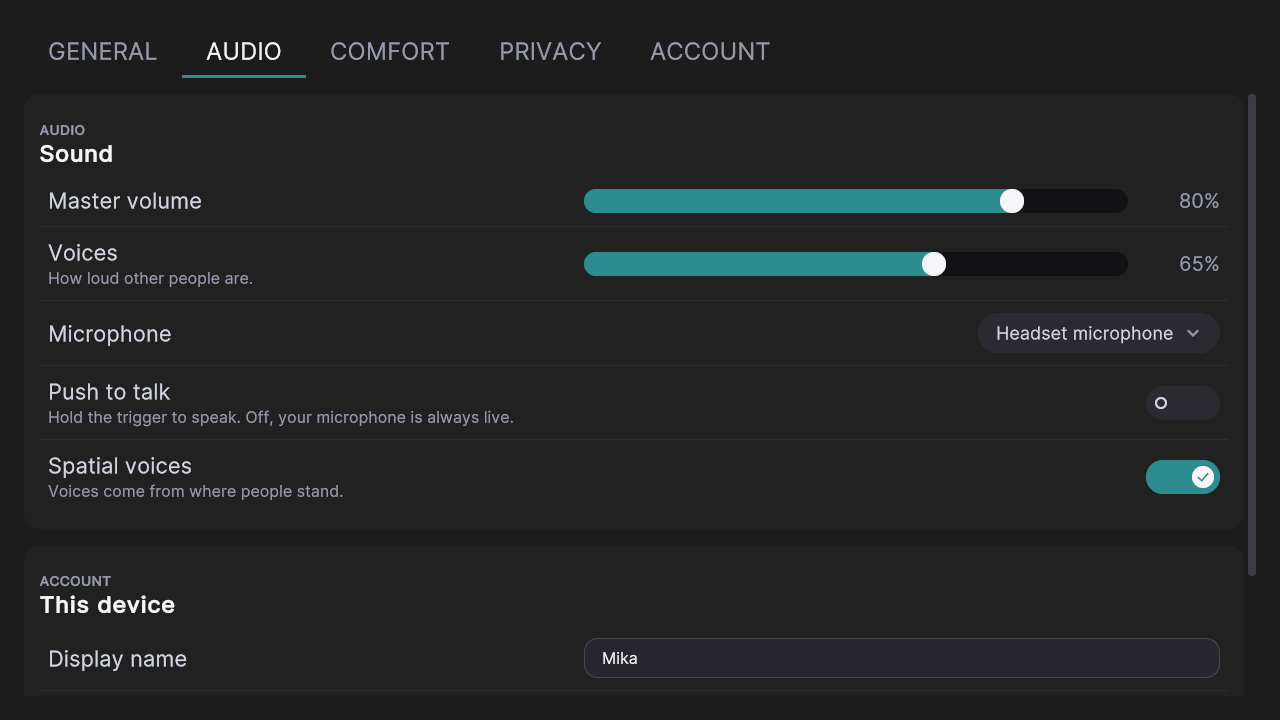 GENERAL AUDIO COMFORT PRIVACY ACCOUNT
AUDIO
Sound
Master volume 80%
Voices 65%
How loud other people are.
Microphone Headset microphone
Push to talk
Hold the trigger to speak. Off, your microphone is always live.
Spatial voices
Voices come from where people stand.
ACCOUNT
This device
Display name Mika